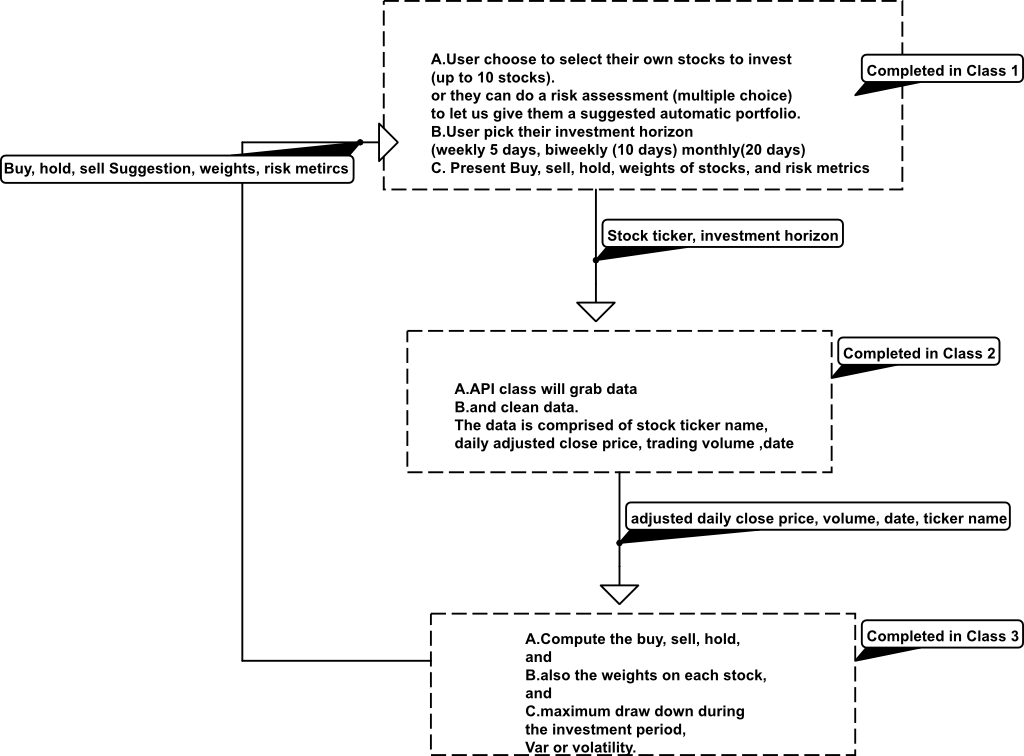 A.User choose to select their own stocks to invest
(up to 10 stocks).
or they can do a risk assessment (multiple choice)
to let us give them a suggested automatic portfolio.
B.User pick their investment horizon
(weekly 5 days, biweekly (10 days) monthly(20 days)
C. Present Buy, sell, hold, weights of stocks, and risk metrics
Completed in Class 1
Buy, hold, sell Suggestion, weights, risk metircs
Stock ticker, investment horizon
Completed in Class 2
A.API class will grab data
B.and clean data.
The data is comprised of stock ticker name,
daily adjusted close price, trading volume ,date
adjusted daily close price, volume, date, ticker name
Completed in Class 3
A.Compute the buy, sell, hold,
and
B.also the weights on each stock,
and
C.maximum draw down during
the investment period,
Var or volatility.